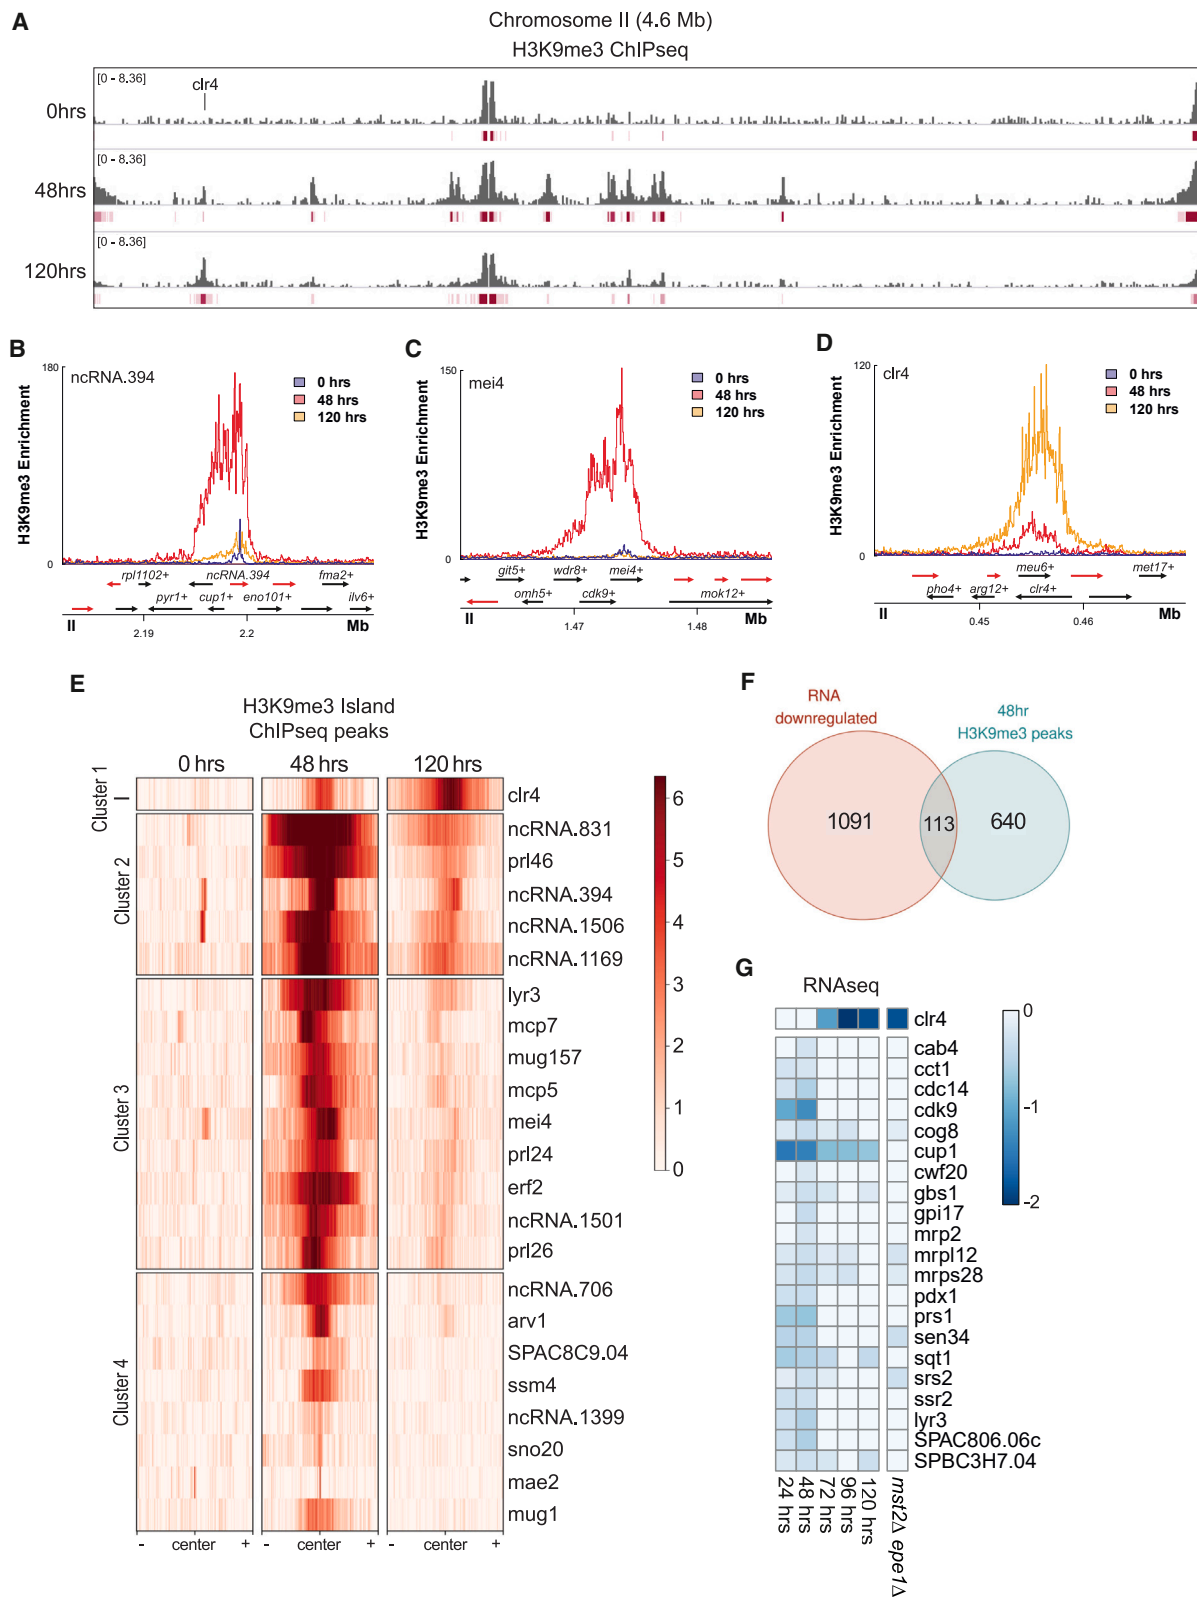 A
Chromosome II (4.6 Mb)
H3K9me3 ChIPseq
[0 - 8.36]
clr4
0hrs
[0 - 8.36]
48hrs
[0 - 8.36]
120hrs
B
180
ncRNA.394
0 hrs
48 hrs
120 hrs
H3K9me3 Enrichment
0
rpl1102+
ncRNA.394
fma2+
pyr1+
cup1+
eno101+
ilv6+
II
2.19
2.2
Mb
C
150
mei4
0 hrs
48 hrs
120 hrs
H3K9me3 Enrichment
0
git5+
wdr8+
mei4+
omh5+
cdk9+
mok12+
II
1.47
1.48
Mb
D
120
clr4
0 hrs
48 hrs
120 hrs
H3K9me3 Enrichment
0
meu6+
met17+
pho4+
arg12+
clr4+
II
0.45
0.46
Mb
E
H3K9me3 Island
ChIPseq peaks
0 hrs
48 hrs
120 hrs
Cluster 1
clr4
Cluster 2
ncRNA.831
prl46
ncRNA.394
ncRNA.1506
ncRNA.1169
Cluster 3
lyr3
mcp7
mug157
mcp5
mei4
prl24
erf2
ncRNA.1501
prl26
Cluster 4
ncRNA.706
arv1
SPAC8C9.04
ssm4
ncRNA.1399
sno20
mae2
mug1
- center +
- center +
- center +
6
5
4
3
2
1
0
F
RNA
downregulated
48hr
H3K9me3 peaks
1091
113
640
G
RNAseq
clr4
cab4
cct1
cdc14
cdk9
cog8
cup1
cwf20
gbs1
gpi17
mrp2
mrpl12
mrps28
pdx1
prs1
sen34
sqt1
srs2
ssr2
lyr3
SPAC806.06c
SPBC3H7.04
24 hrs
48 hrs
72 hrs
96 hrs
120 hrs
mst2Δ epe1Δ
0
-1
-2